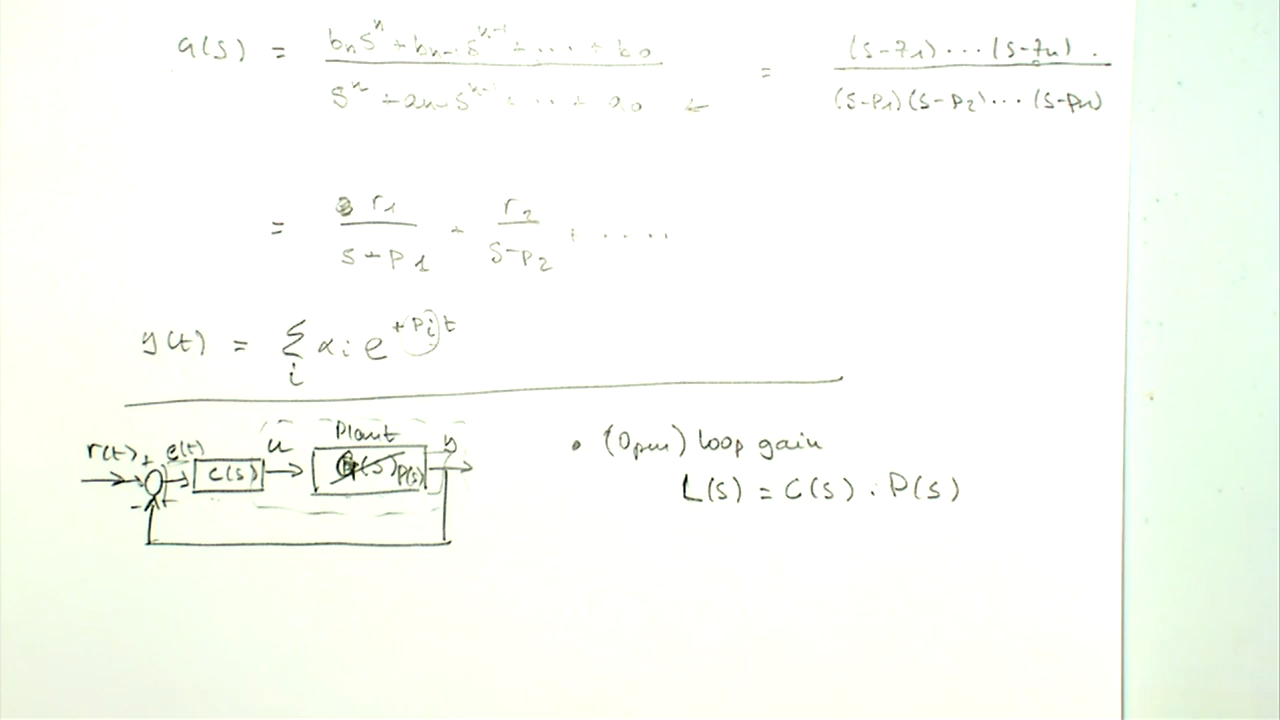 G(s) = (bₙsⁿ + bₙ₋₁sⁿ⁻¹ + ... + b₀) / (sⁿ + aₙ₋₁sⁿ⁻¹ + ... + a₀) = (s-z₁)...(s-zₙ) / (s-p₁)(s-p₂)...(s-pₙ)
= r₁/(s-p₁) + r₂/(s-p₂) + .....
y(t) = Σᵢ αᵢ e^(+pᵢ)t
Plant
r(t) + e(t) C(s) u P(s) y
-
• (Open) loop gain
L(s) = C(s) . P(s)